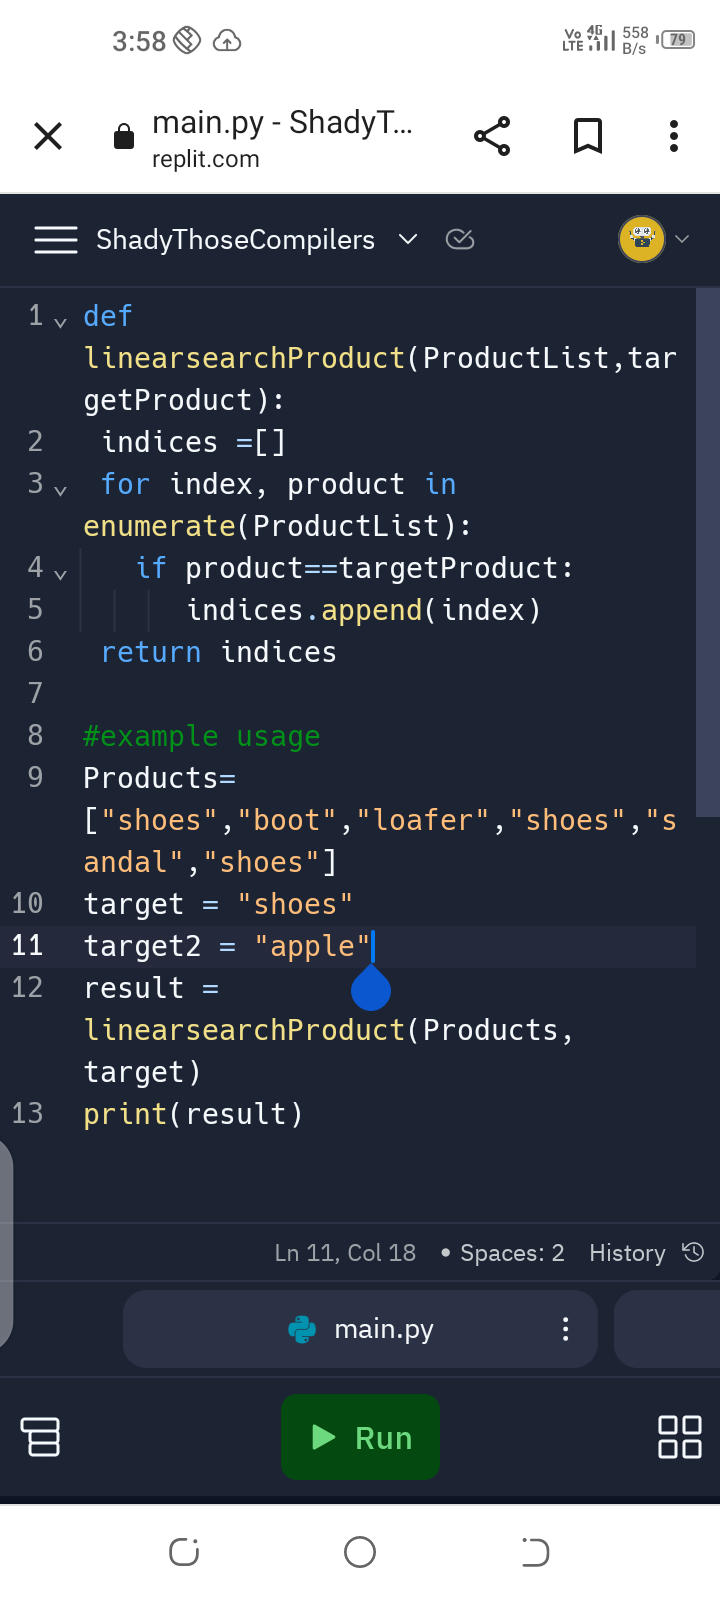 3:58 Vo LTE 4G 558 B/s 79
main.py - ShadyT...
replit.com
ShadyThoseCompilers
1 def
linearsearchProduct(ProductList,tar
getProduct):
2 indices =[]
3 for index, product in
enumerate(ProductList):
4 if product==targetProduct:
5 indices.append(index)
6 return indices
7
8 #example usage
9 Products=
["shoes","boot","loafer","shoes","s
andal","shoes"]
10 target = "shoes"
11 target2 = "apple"
12 result =
linearsearchProduct(Products,
target)
13 print(result)
Ln 11, Col 18 • Spaces: 2 History
main.py
Run